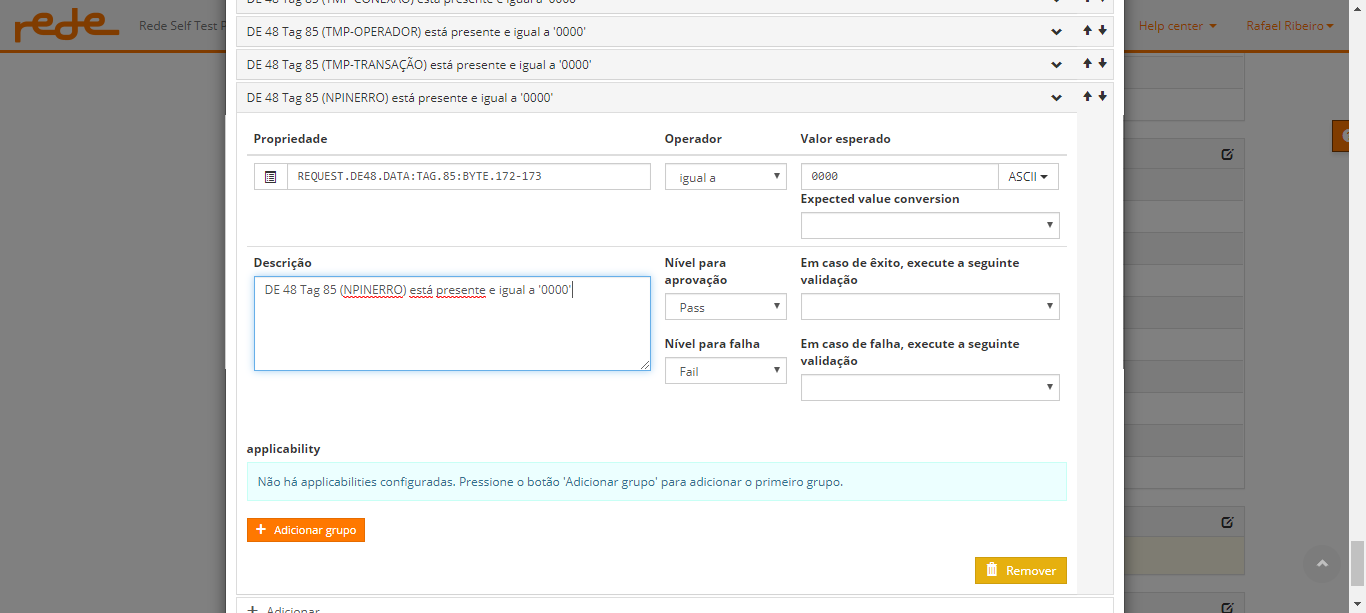 DE 48 Tag 85 (TMP-CONEXÃO) está presente e igual a '0000'
rede
Rede Self Test P
Help center
Rafael Ribeiro
DE 48 Tag 85 (TMP-OPERADOR) está presente e igual a '0000'
DE 48 Tag 85 (TMP-TRANSAÇÃO) está presente e igual a '0000'
DE 48 Tag 85 (NPINERRO) está presente e igual a '0000'
Propriedade Operador Valor esperado
REQUEST.DE48.DATA:TAG.85:BYTE.172-173 igual a 0000 ASCII
Expected value conversion
Descrição
DE 48 Tag 85 (NPINERRO) está presente e igual a '0000'
Nível para
aprovação
Pass
Em caso de êxito, execute a seguinte
validação
Nível para falha
Fail
Em caso de falha, execute a seguinte
validação
applicability
Não há applicabilities configuradas. Pressione o botão 'Adicionar grupo' para adicionar o primeiro grupo.
+ Adicionar grupo
Remover
+ Adicionar